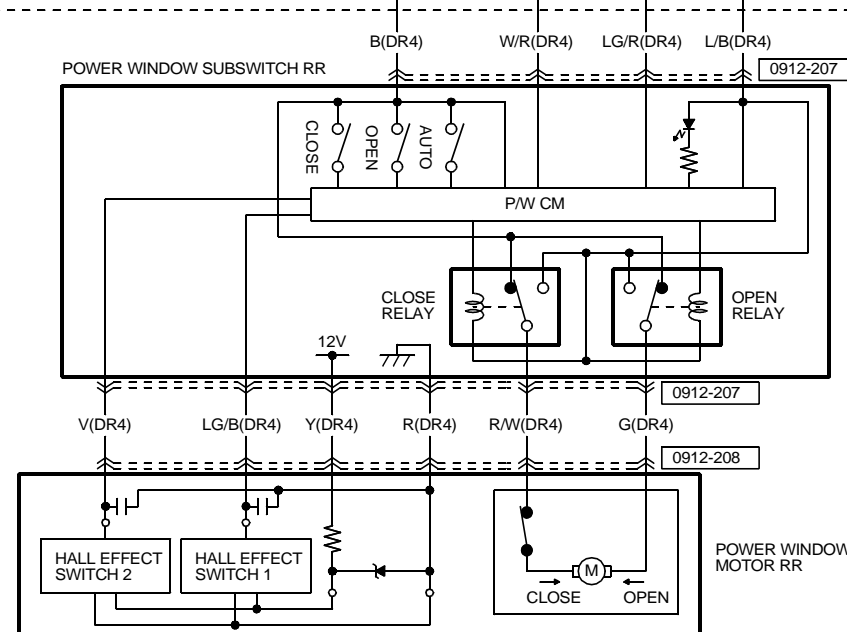 B(DR4) W/R(DR4) LG/R(DR4) L/B(DR4)
POWER WINDOW SUBSWITCH RR
0912-207
CLOSE
OPEN
AUTO
P/W CM
CLOSE
RELAY
OPEN
RELAY
12V
0912-207
V(DR4) LG/B(DR4) Y(DR4) R(DR4) R/W(DR4) G(DR4)
0912-208
HALL EFFECT
SWITCH 2
HALL EFFECT
SWITCH 1
M
CLOSE
OPEN
POWER WINDOW
MOTOR RR